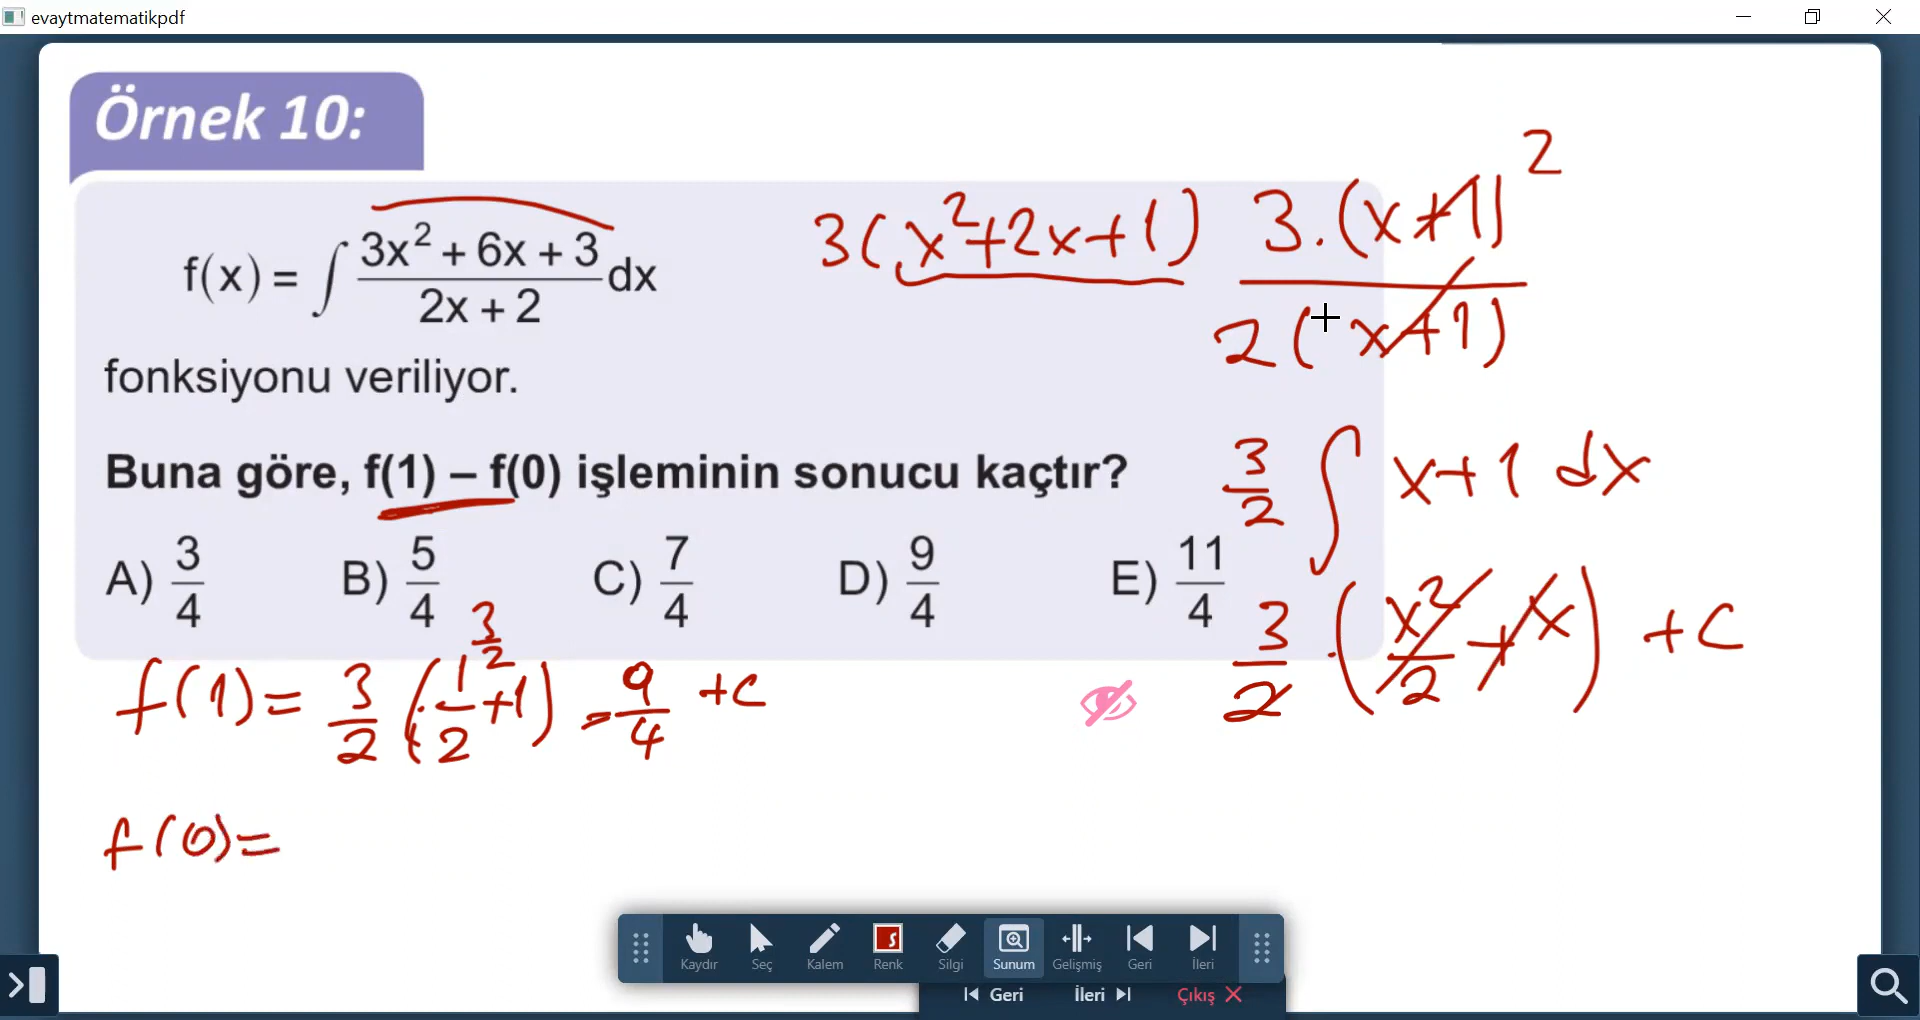 evaytmatematikpdf
Örnek 10:
f(x) = ∫ (3x² + 6x + 3)/(2x + 2) dx
fonksiyonu veriliyor.
Buna göre, f(1) – f(0) işleminin sonucu kaçtır?
A) 3/4 B) 5/4 C) 7/4 D) 9/4 E) 11/4
3(x²+2x+1)
3.(x+1)²/2(x+1)
3/2 ∫ x+1 dx
3/2 . (x²/2 + x) + c
f(1) = 3/2 (1/2 + 1) = 9/4 + c
3/2
f(0) =
Kaydır Seç Kalem Renk Silgi Sunum Gelişmiş Geri İleri
Geri İleri Çıkış